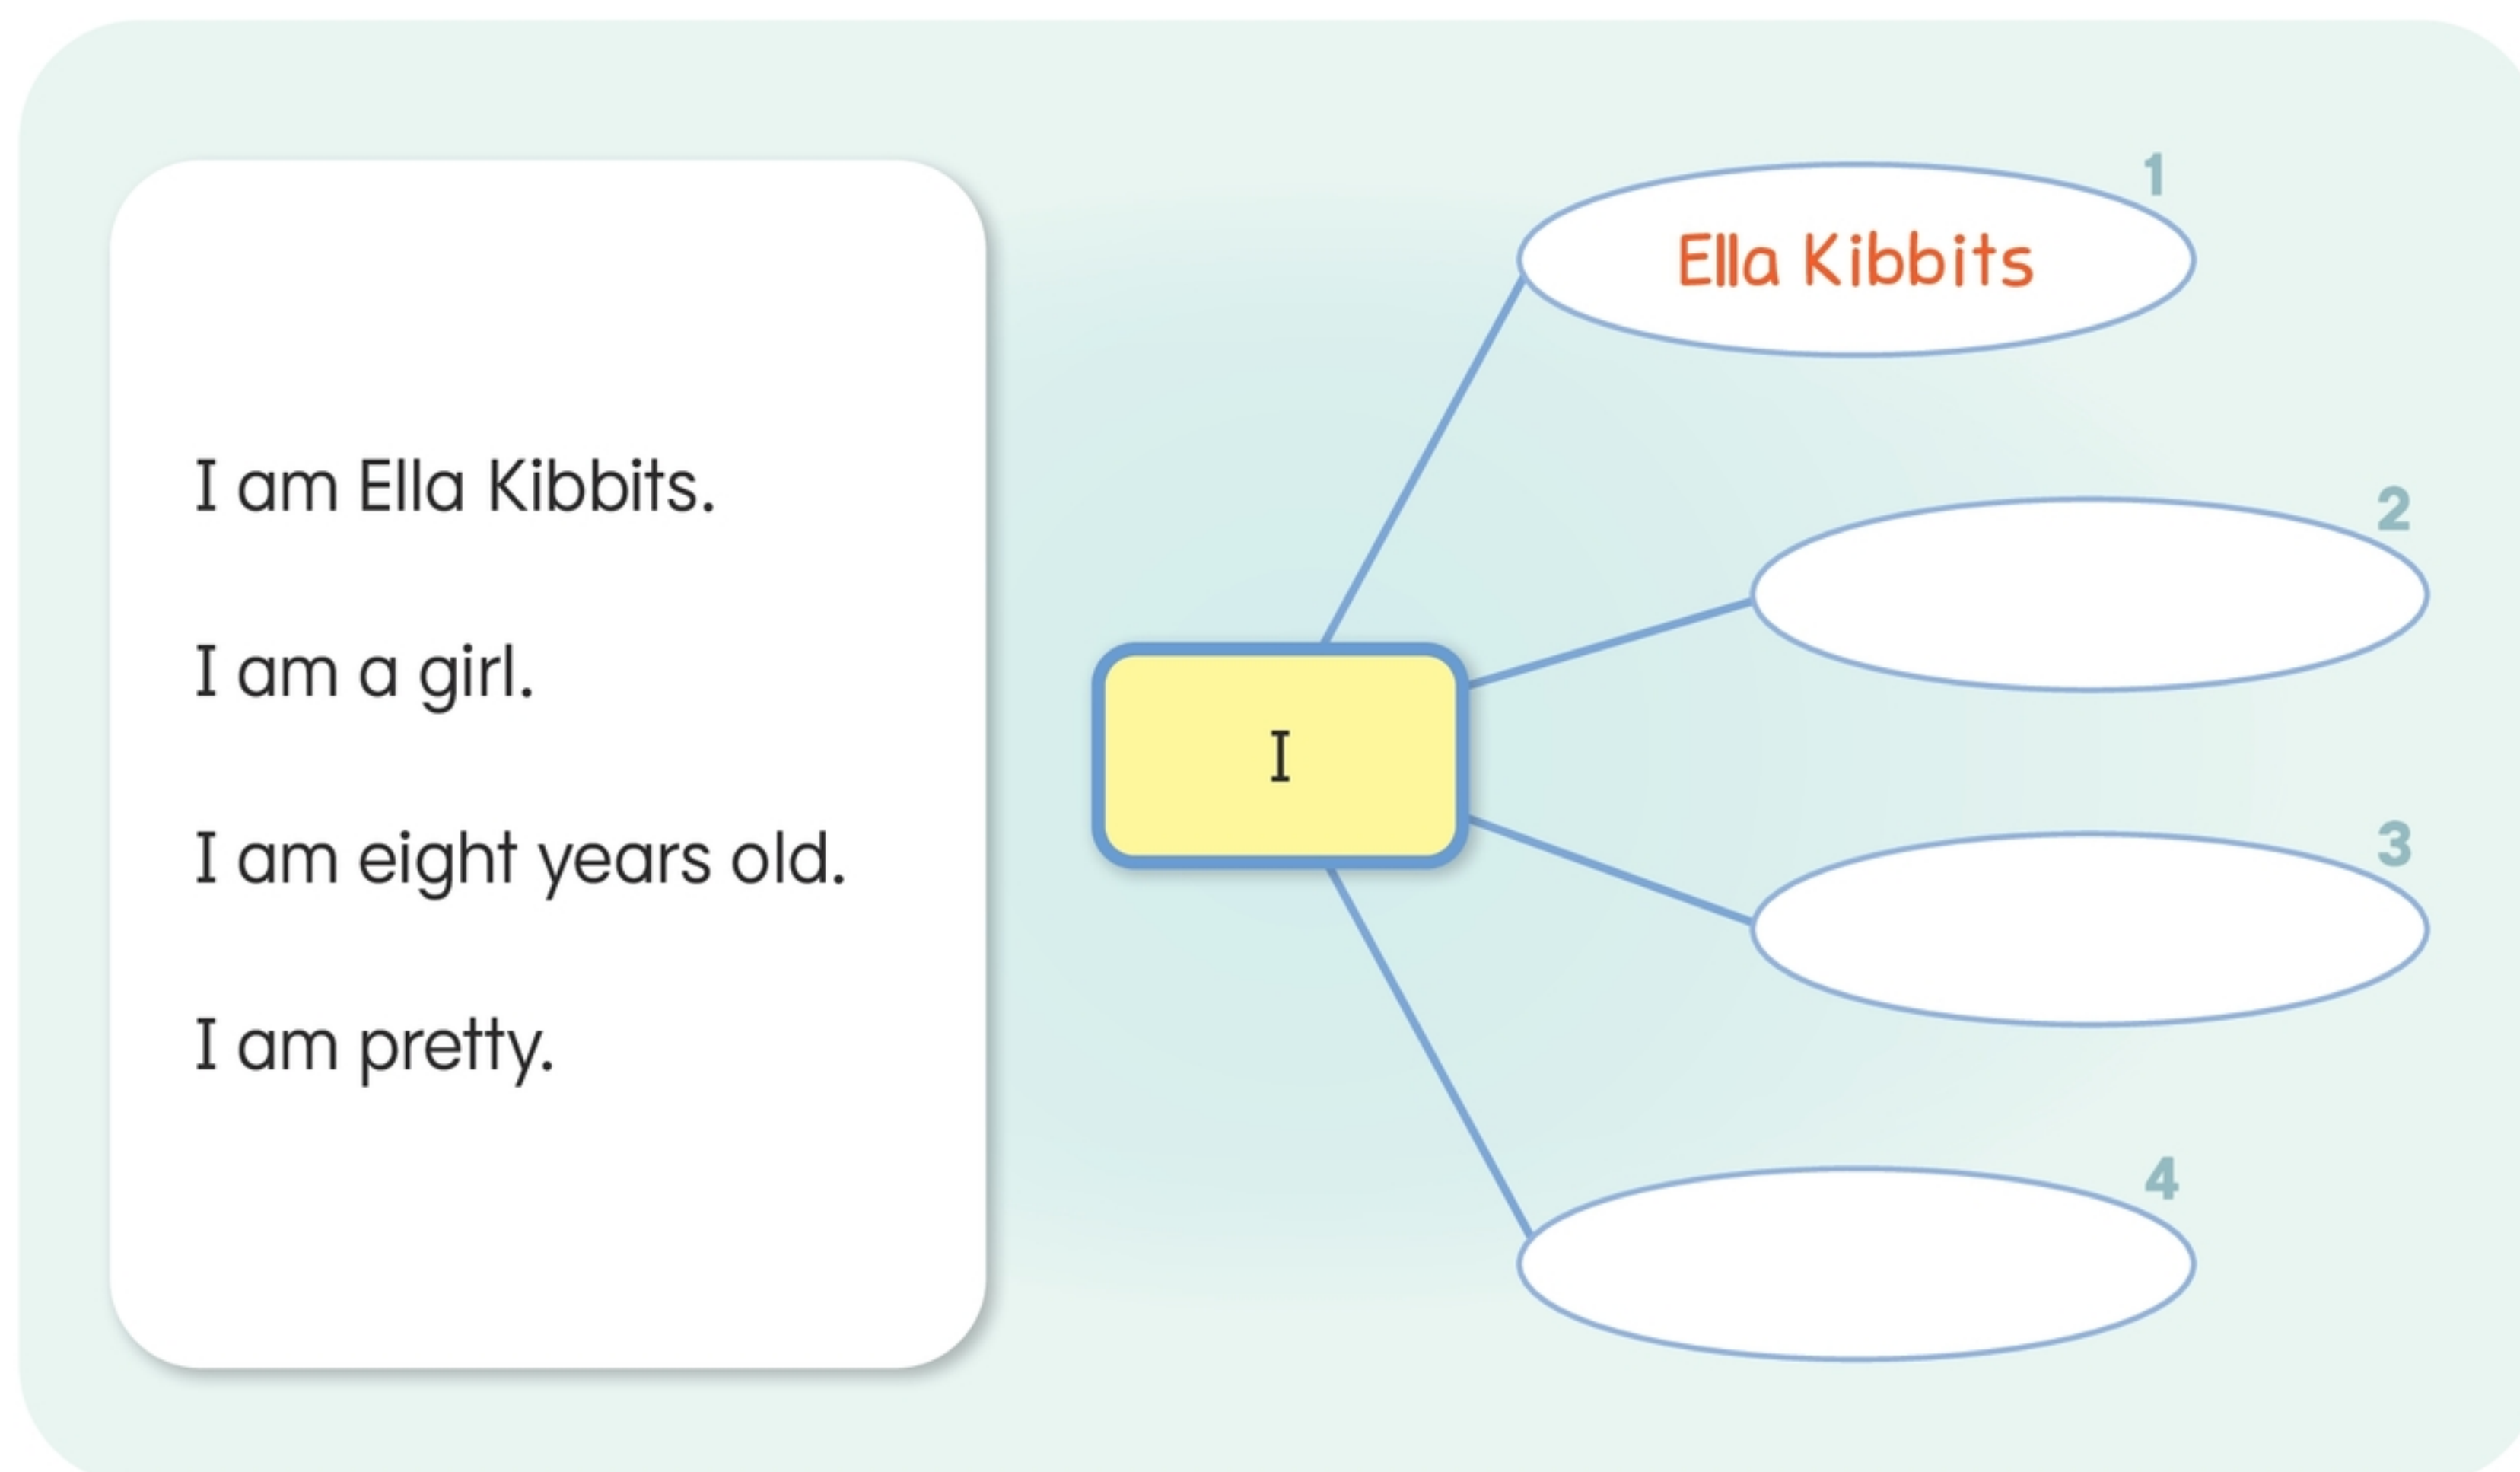 I am Ella Kibbits.
I am a girl.
I am eight years old.
I am pretty.
I
1
Ella Kibbits
2
3
4